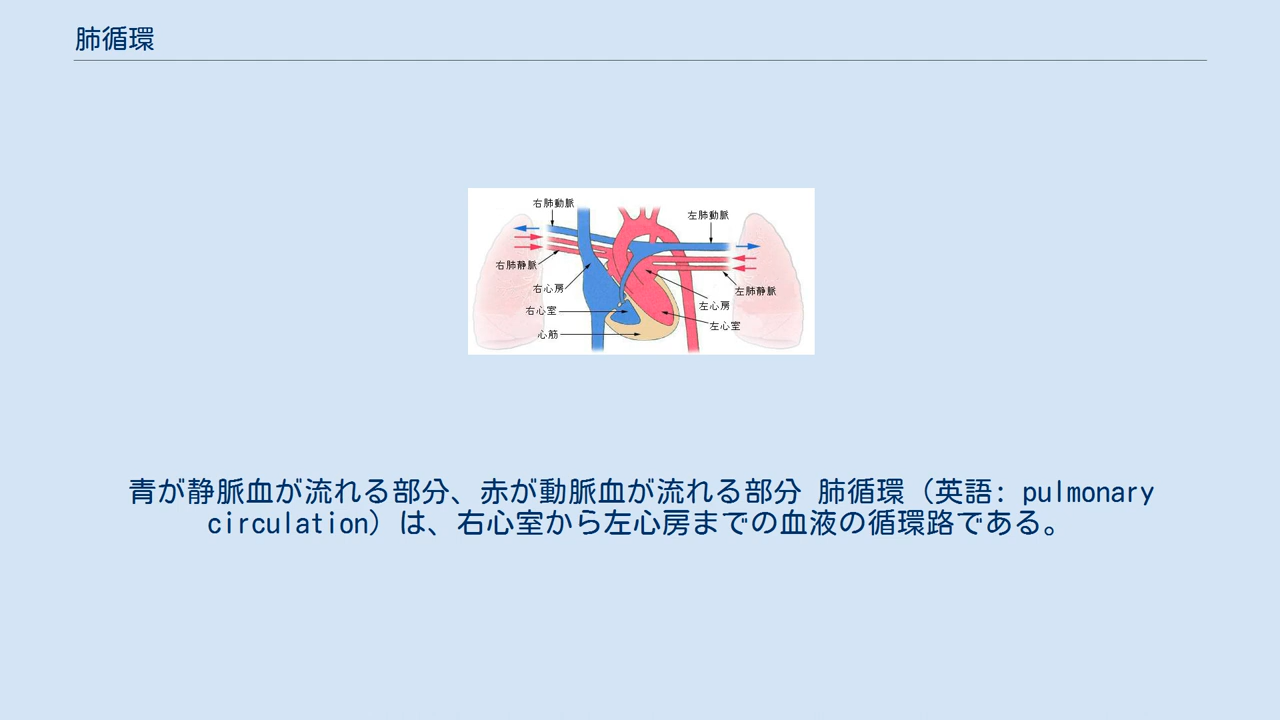 肺循環
右肺動脈
左肺動脈
右肺静脈
右心房
左肺静脈
左心房
右心室
左心室
心筋
青が静脈血が流れる部分、赤が動脈血が流れる部分 肺循環（英語: pulmonary
circulation）は、右心室から左心房までの血液の循環路である。